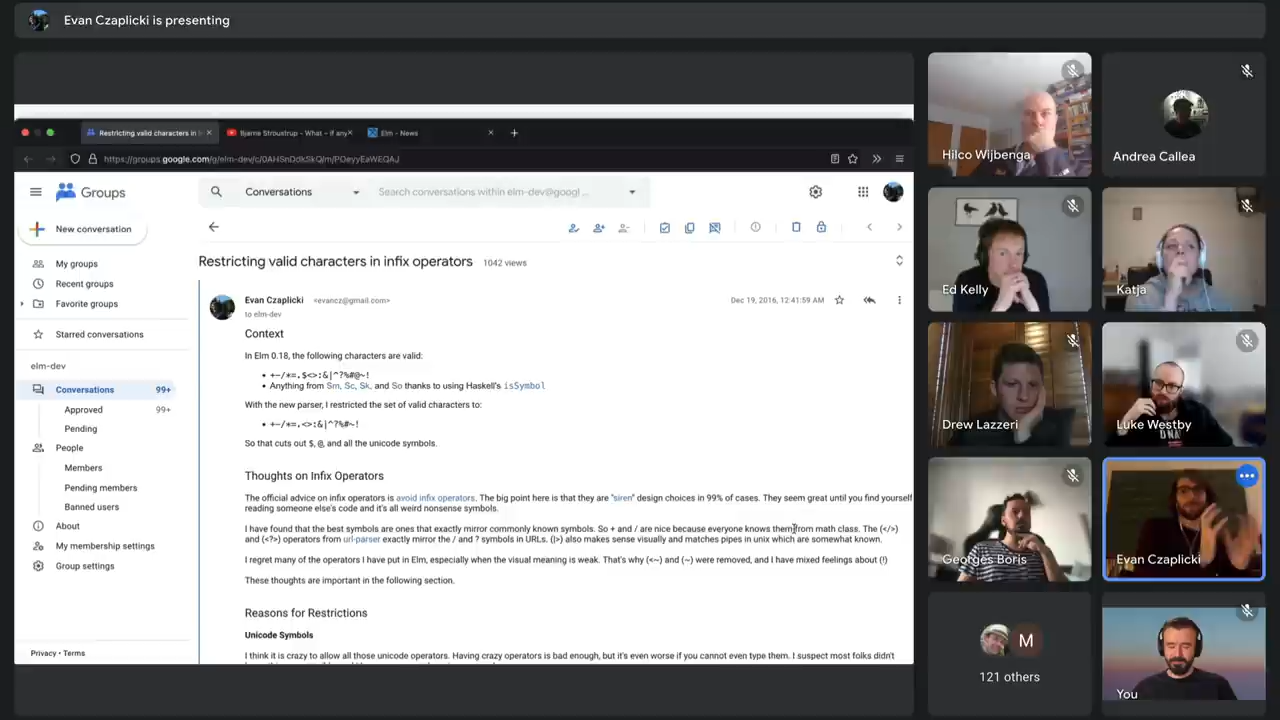 Evan Czaplicki is presenting
Restricting valid characters in i
Bjarne Stroustrup - What – if any
Elm - News
https://groups.google.com/g/elm-dev/c/0AHSnDdkSkQ/m/POeyyEaWEQAJ
Groups
Conversations
Search conversations within elm-dev@googl ...
New conversation
My groups
Recent groups
Favorite groups
Starred conversations
elm-dev
Conversations 99+
Approved 99+
Pending
People
Members
Pending members
Banned users
About
My membership settings
Group settings
Privacy • Terms
Restricting valid characters in infix operators 1042 views
Evan Czaplicki <evancz@gmail.com> Dec 19, 2016, 12:41:59 AM
to elm-dev
Context
In Elm 0.18, the following characters are valid:
• +-/*=.$<>:&|^?%#@~!
• Anything from Sm, Sc, Sk, and So thanks to using Haskell's isSymbol
With the new parser, I restricted the set of valid characters to:
• +-/*=.<>:&|^?%#~!
So that cuts out $, @, and all the unicode symbols.
Thoughts on Infix Operators
The official advice on infix operators is avoid infix operators. The big point here is that they are "siren" design choices in 99% of cases. They seem great until you find yourself
reading someone else's code and it's all weird nonsense symbols.
I have found that the best symbols are ones that exactly mirror commonly known symbols. So + and / are nice because everyone knows them from math class. The (</>)
and (<?>) operators from url-parser exactly mirror the / and ? symbols in URLs. (|>) also makes sense visually and matches pipes in unix which are somewhat known.
I regret many of the operators I have put in Elm, especially when the visual meaning is weak. That's why (<~) and (~) were removed, and I have mixed feelings about (!)
These thoughts are important in the following section.
Reasons for Restrictions
Unicode Symbols
I think it is crazy to allow all those unicode operators. Having crazy operators is bad enough, but it's even worse if you cannot even type them. I suspect most folks didn't
Hilco Wijbenga
Andrea Callea
Ed Kelly
Katja
Drew Lazzeri
Luke Westby
Georges Boris
Evan Czaplicki
M
121 others
You